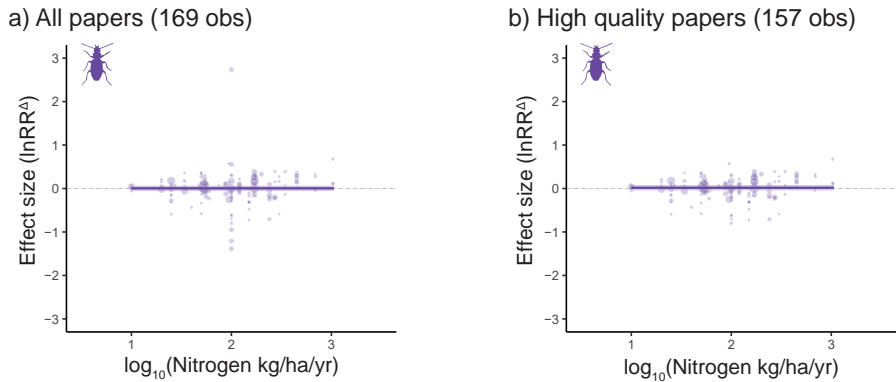 a) All papers (169 obs)
3
2
1
0
−1
−2
−3
Effect size (lnRR^Δ)
1 2 3
log₁₀(Nitrogen kg/ha/yr)
b) High quality papers (157 obs)
3
2
1
0
−1
−2
−3
Effect size (lnRR^Δ)
1 2 3
log₁₀(Nitrogen kg/ha/yr)